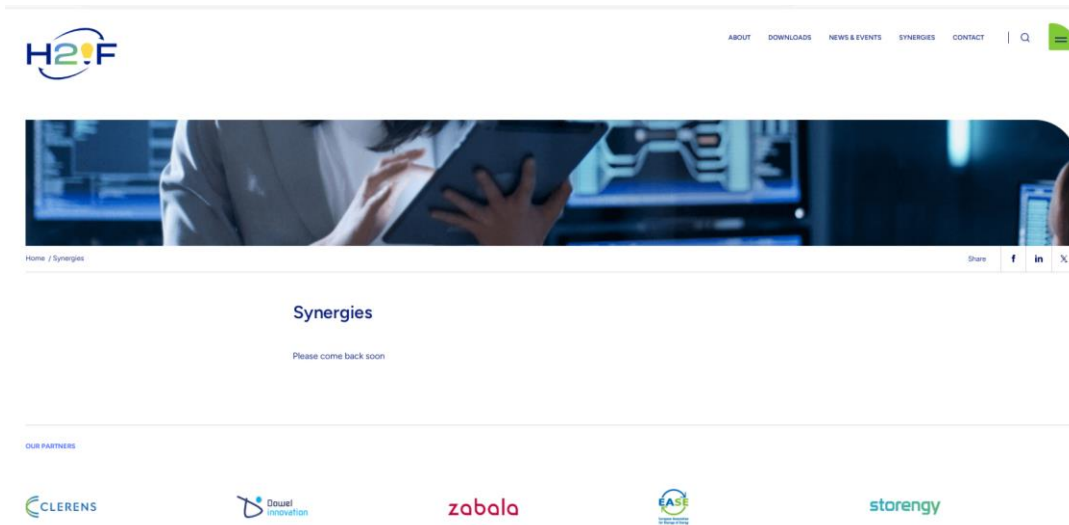 H2IF
ABOUT DOWNLOADS NEWS & EVENTS SYNERGIES CONTACT
Home / Synergies
Share f in X
Synergies
Please come back soon
OUR PARTNERS
CLERENS
Dowel
innovation
zabala
EASE
storengy